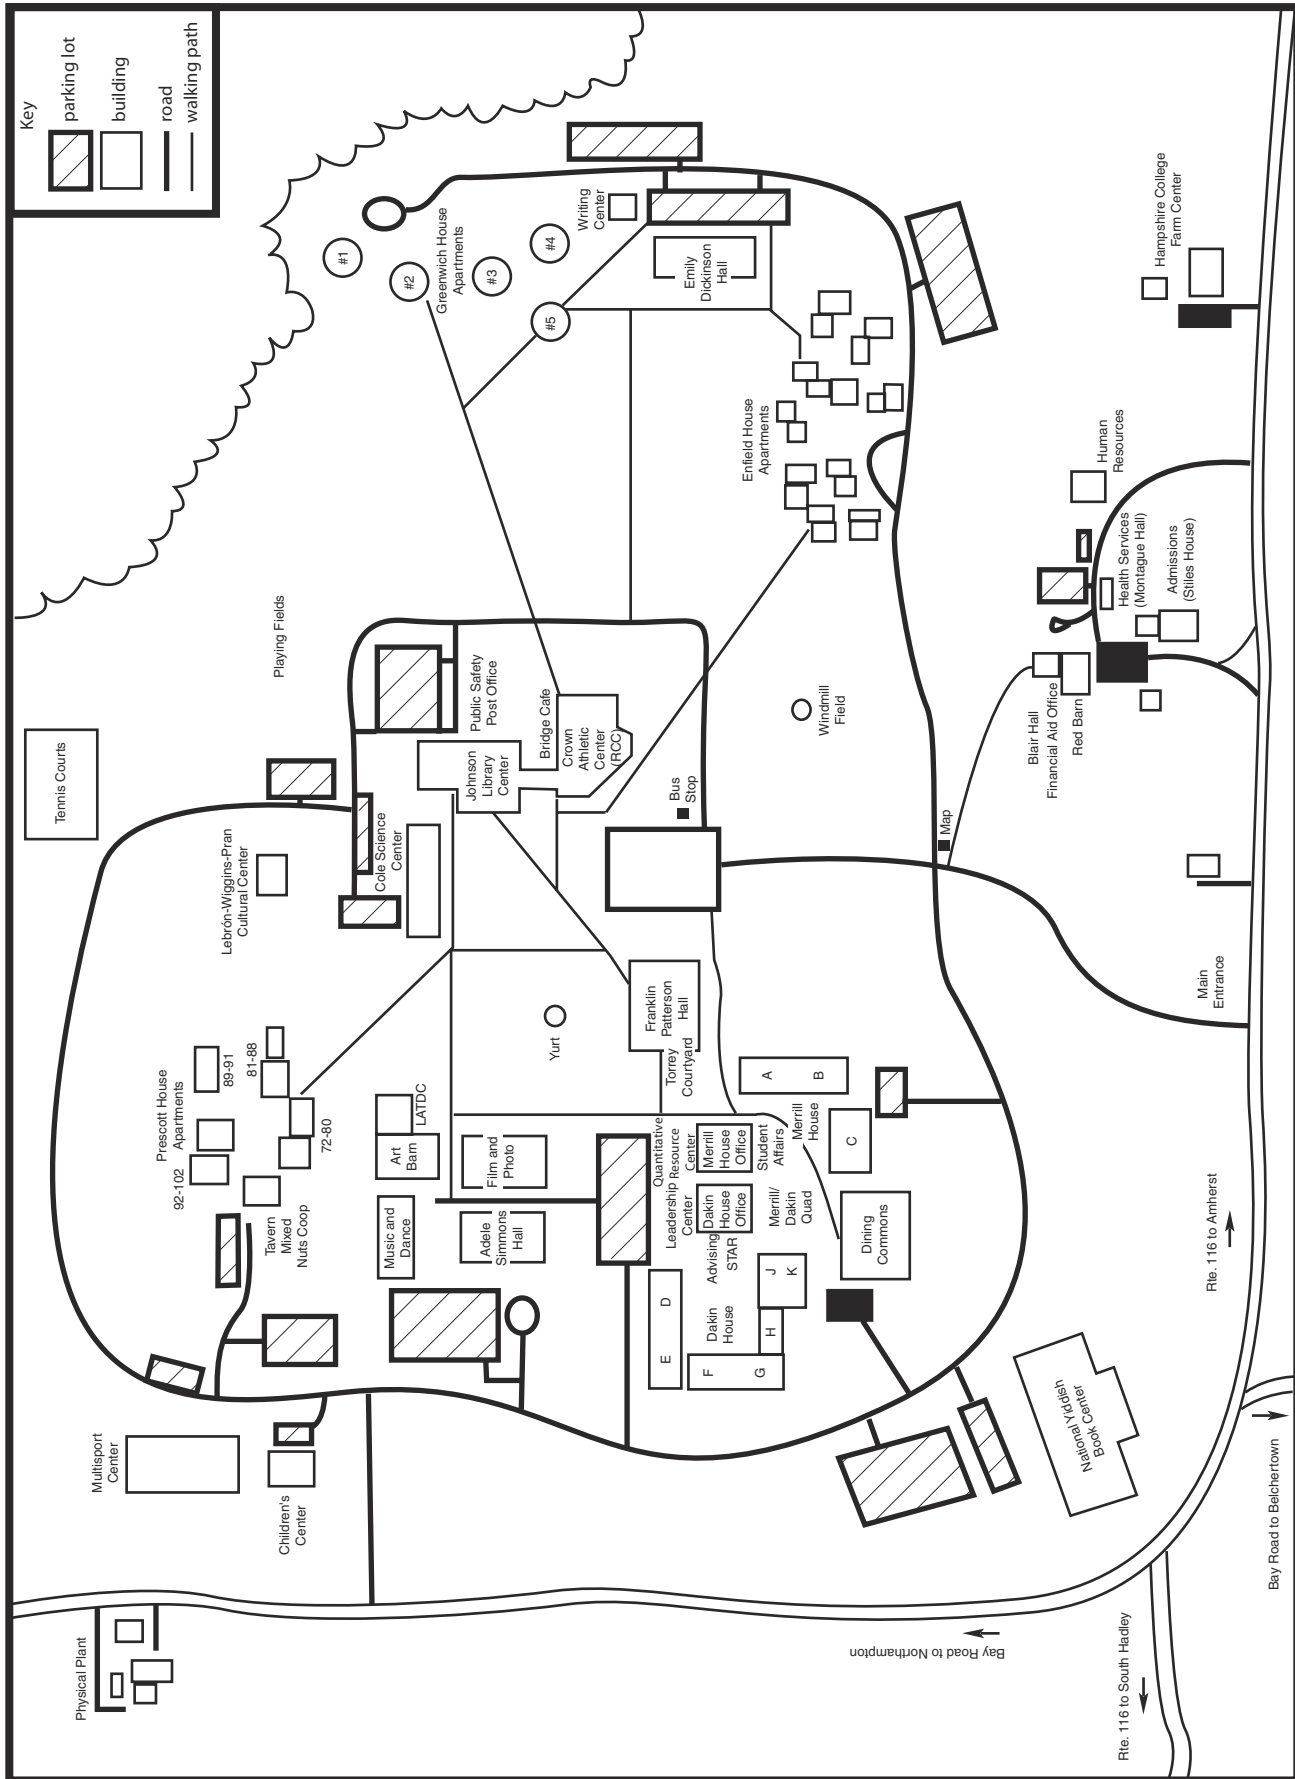 Key
parking lot
building
road
walking path
#1
#2
#3
#4
#5
Greenwich House
Apartments
Writing
Center
Emily
Dickinson
Hall
Hampshire College
Farm Center
Enfield House
Apartments
Human
Resources
Health Services
(Montague Hall)
Admissions
(Stiles House)
Blair Hall
Financial Aid Office
Red Barn
Playing Fields
Tennis Courts
Public Safety
Post Office
Bridge Cafe
Crown
Athletic
Center
(RCC)
Johnson
Library
Center
Windmill
Field
Bus
Stop
Map
Cole Science
Center
Lebrón-Wiggins-Pran
Cultural Center
Main
Entrance
Franklin
Patterson
Hall
Torrey
Courtyard
Yurt
Prescott House
Apartments
89-91
81-88
92-102
72-80
Tavern
Mixed
Nuts Coop
LATDC
Art
Barn
Film and
Photo
Music and
Dance
Adele
Simmons
Hall
Quantitative
Resource
Center
Leadership
Center
Merrill
House
Office
Student
Affairs
Merrill
House
A
B
C
Dakin
House
Office
Merrill/
Dakin
Quad
Advising
STAR
Dakin
House
D
E
F
G
H
J
K
Dining
Commons
Multisport
Center
Children's
Center
National Yiddish
Book Center
Physical Plant
Bay Road to Northampton
Rte. 116 to Amherst
Rte. 116 to South Hadley
Bay Road to Belchertown